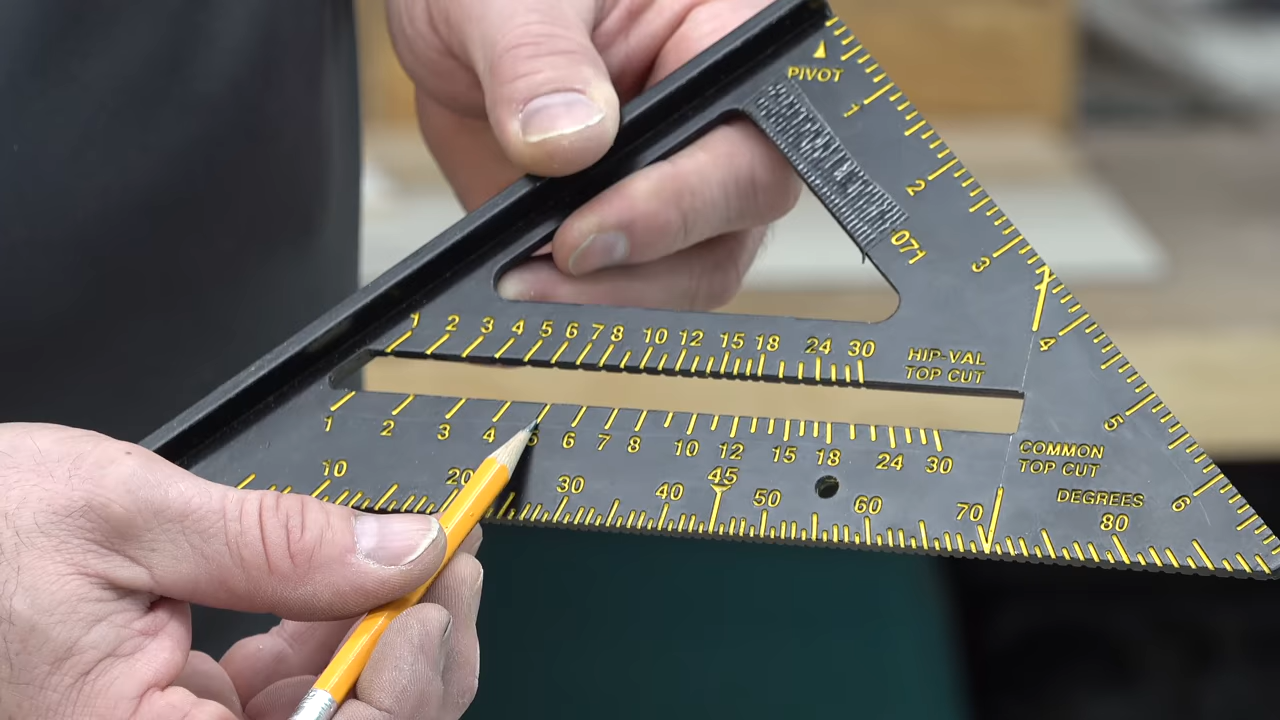 PIVOT
1
2
071
3
4
5
6
1 2 3 4 5 6 7 8 10 12 15 18 24 30
HIP-VAL
TOP CUT
1 2 3 4 5 6 7 8 10 12 15 18 24 30
COMMON
TOP CUT
10 20 30 40 45 50 60 70 80
DEGREES